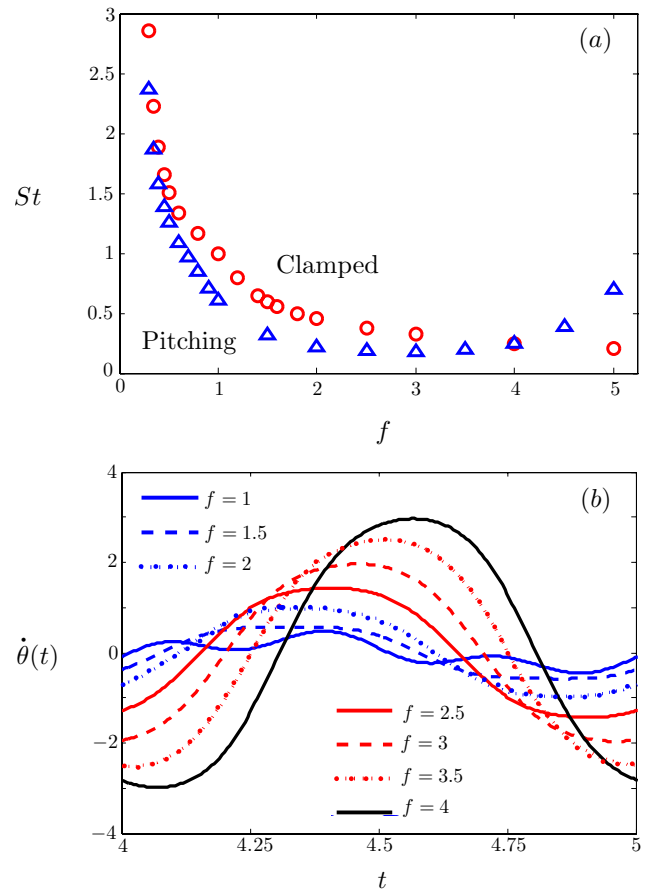 3
(a)
2.5
2
St
1.5
1
Clamped
0.5
Pitching
0
0 1 2 3 4 5
f
4
(b)
f = 1
f = 1.5
f = 2
2
θ̇(t)
0
f = 2.5
f = 3
−2
f = 3.5
f = 4
−4
4 4.25 4.5 4.75 5
t